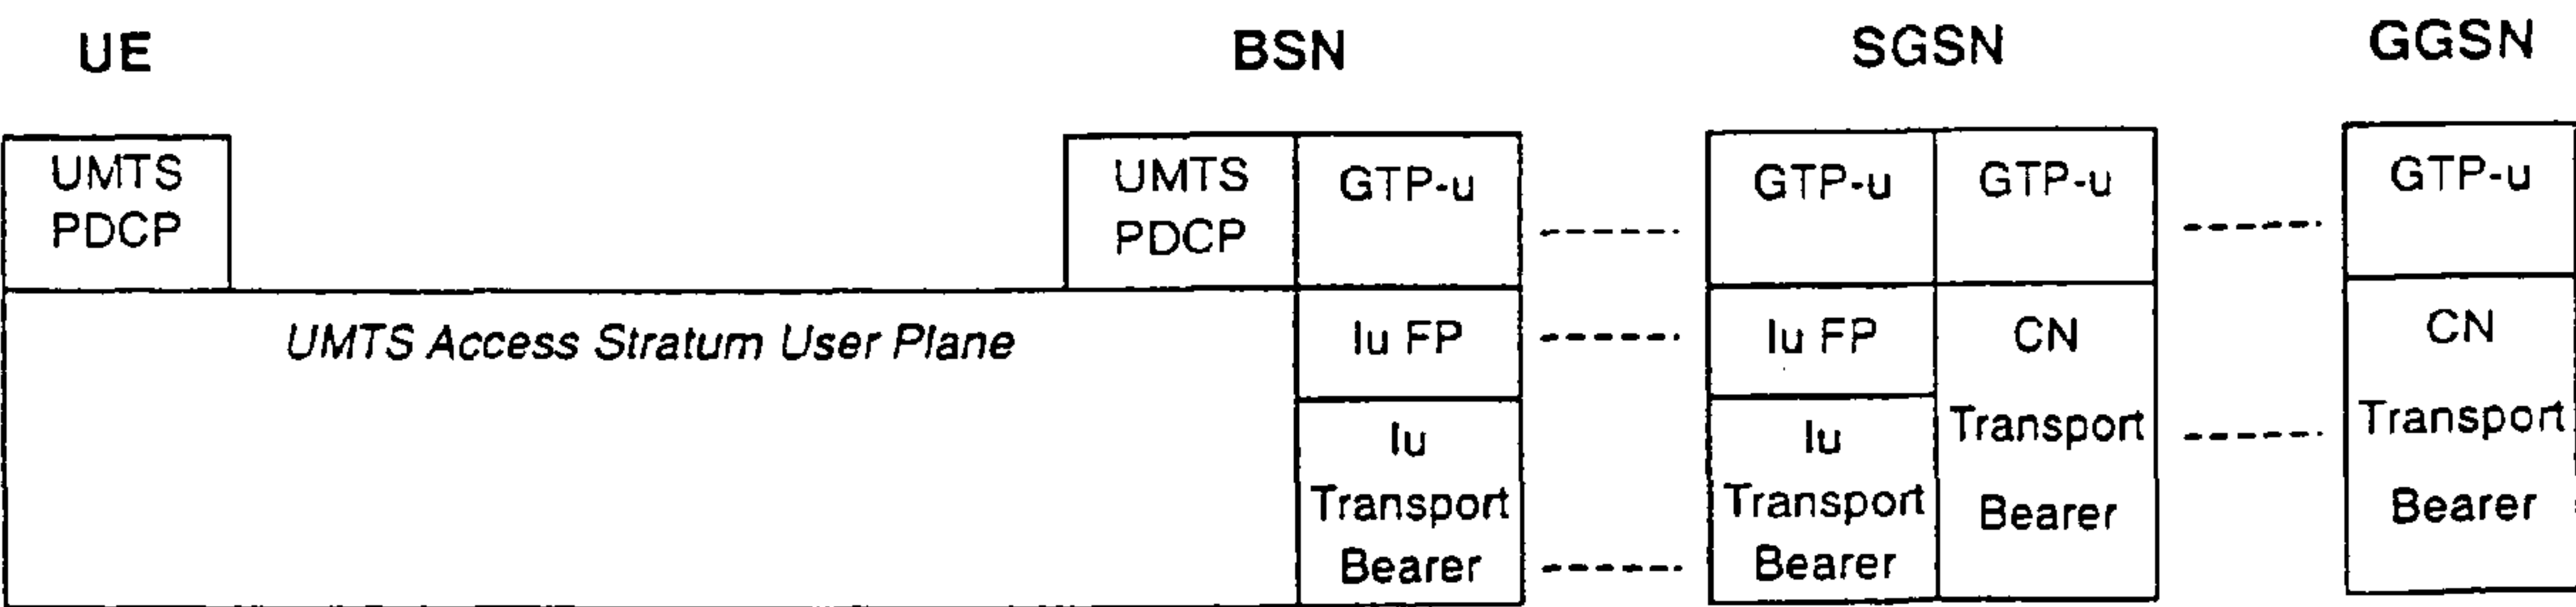 UE
BSN
SGSN
GGSN
UMTS
PDCP
UMTS
PDCP
GTP-u
GTP-u
GTP-u
GTP-u
UMTS Access Stratum User Plane
Iu FP
Iu FP
CN
Transport
Bearer
CN
Transport
Bearer
Iu
Transport
Bearer
Iu
Transport
Bearer